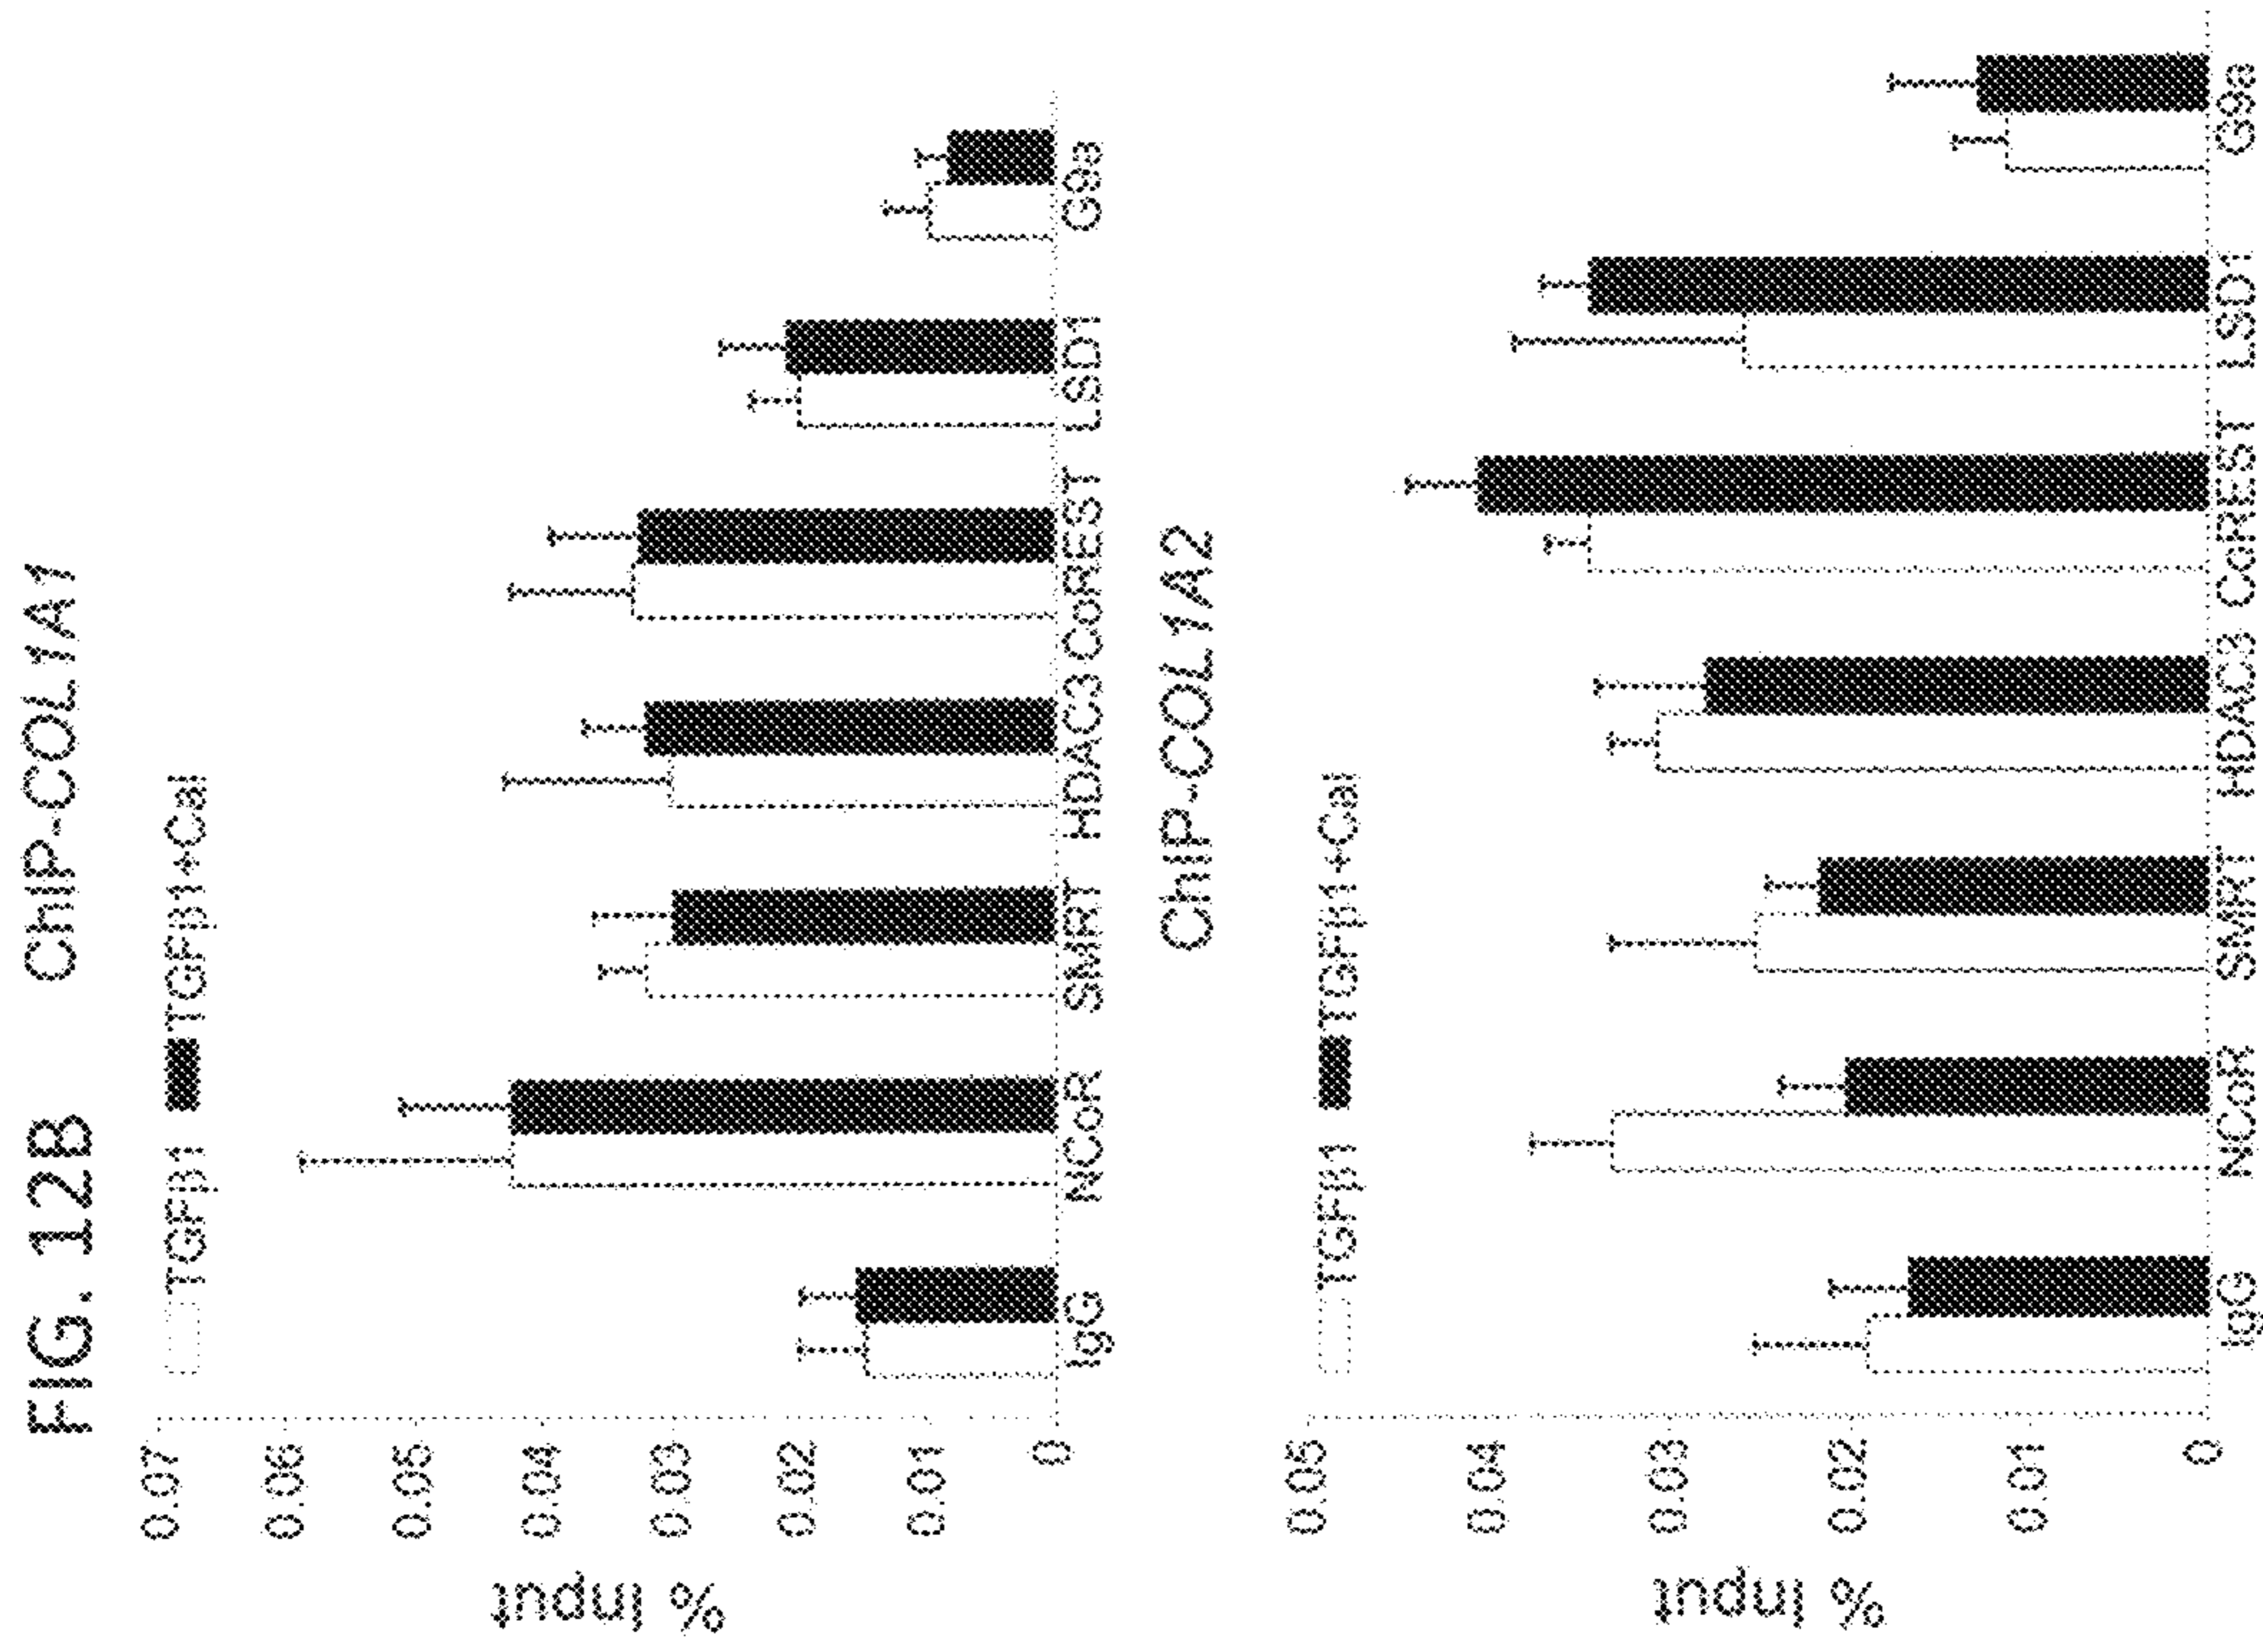 FIG. 12B
ChIP-COL1A1
TGFβ1 TGFβ1+Cal
% Input
0.97
0.06
0.95
0.04
0.03
0.02
0.01
0
IgG NCoR SMRT HDAC3 CoREST LSD1 G9a
ChIP-COL1A2
TGFβ1 TGFβ1+Cal
% Input
0.05
0.04
0.03
0.02
0.01
0
IgG NCoR SMRT HDAC3 CoREST LSD1 G9a